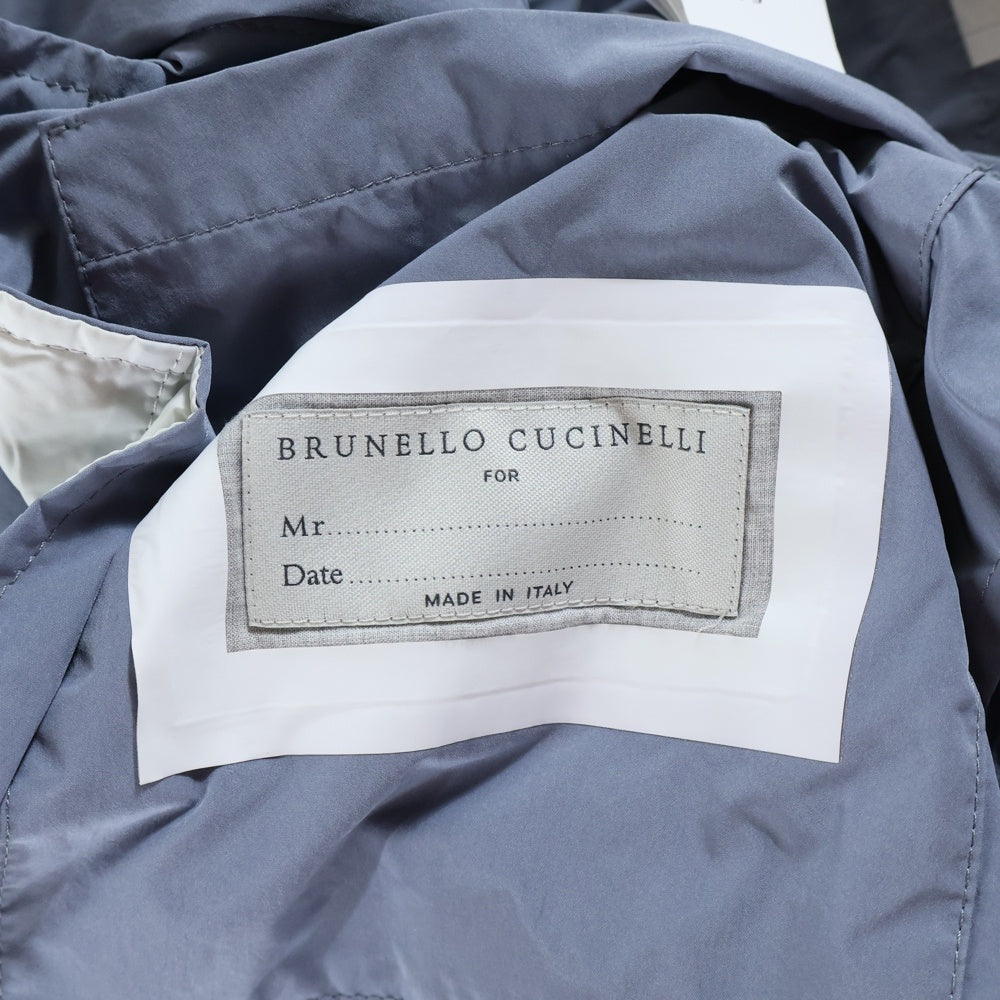 BRUNELLO CUCINELLI
FOR
Mr..............................................
Date..........................................
MADE IN ITALY